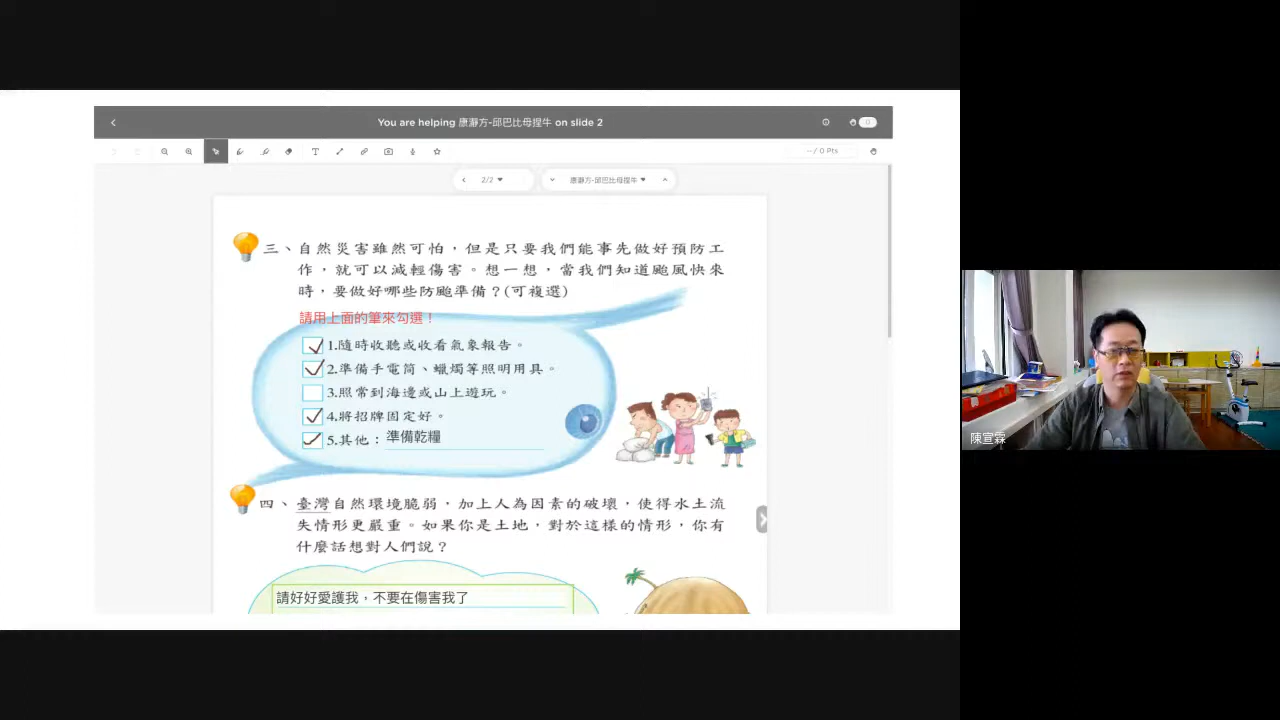 You are helping 康瀞方-邱巴比母捏牛 on slide 2
0
T
--/ 0 Pts
2/2
康瀞方-邱巴比母捏牛
三、自然災害雖然可怕，但是只要我們能事先做好預防工
作，就可以減輕傷害。想一想，當我們知道颱風快來
時，要做好哪些防颱準備？(可複選)
請用上面的筆來勾選！
1.隨時收聽或收看氣象報告。
2.準備手電筒、蠟燭等照明用具。
3.照常到海邊或山上遊玩。
4.將招牌固定好。
5.其他：準備乾糧
四、臺灣自然環境脆弱，加上人為因素的破壞，使得水土流
失情形更嚴重。如果你是土地，對於這樣的情形，你有
什麼話想對人們說？
請好好愛護我，不要在傷害我了
陳宣霖